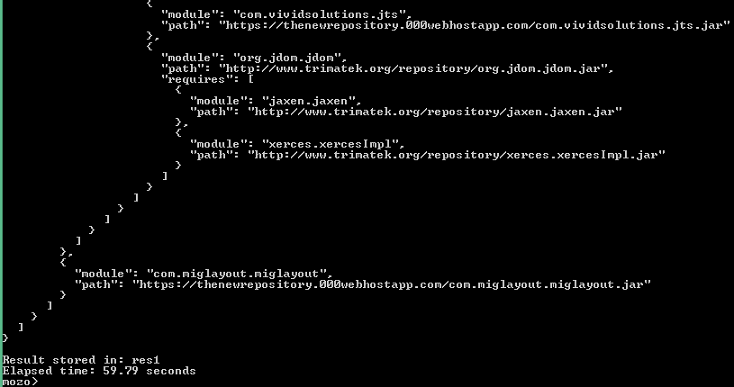 {
"module": "com.vividsolutions.jts",
"path": "https://thenewrepository.000webhostapp.com/com.vividsolutions.jts.jar"
},
{
"module": "org.jdom.jdom",
"path": "http://www.trimatek.org/repository/org.jdom.jdom.jar",
"requires": [
{
"module": "jaxen.jaxen",
"path": "http://www.trimatek.org/repository/jaxen.jaxen.jar"
},
{
"module": "xerces.xercesImpl",
"path": "http://www.trimatek.org/repository/xerces.xercesImpl.jar"
}
]
}
]
}
]
}
]
},
{
"module": "com.miglayout.miglayout",
"path": "https://thenewrepository.000webhostapp.com/com.miglayout.miglayout.jar"
}
]
}
]
}
Result stored in: res1
Elapsed time: 59.79 seconds
mozo>